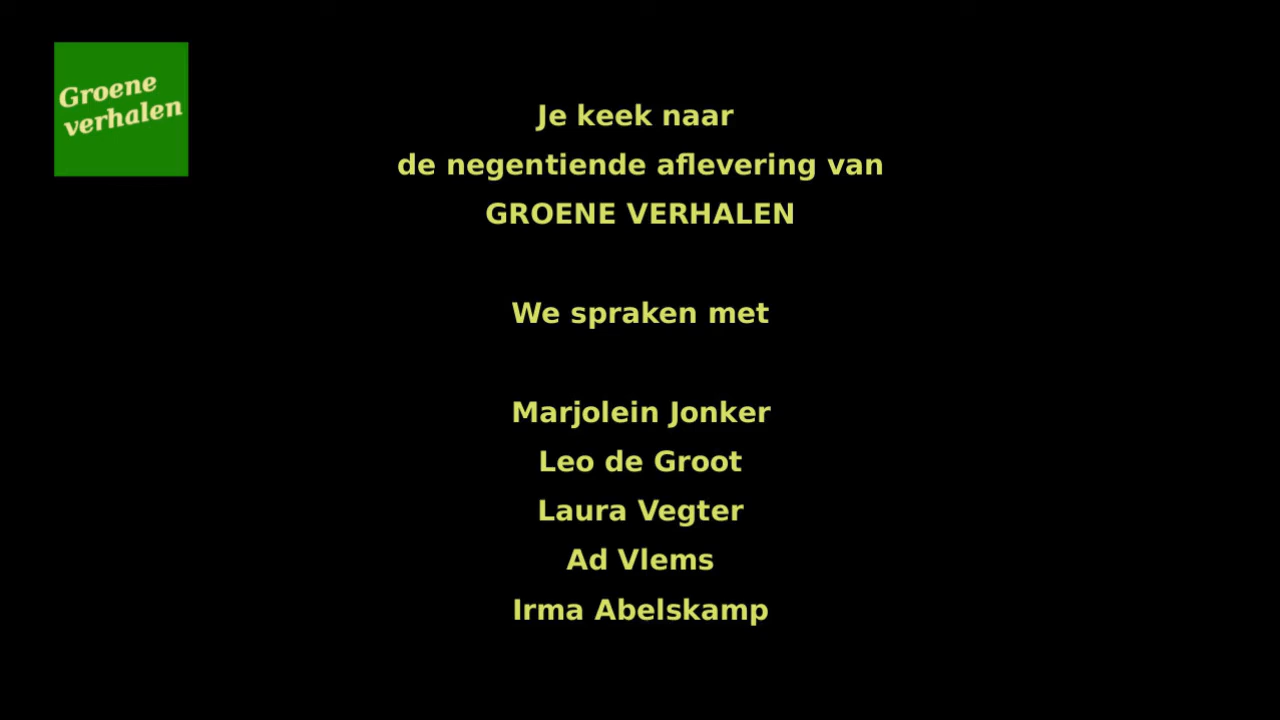 Groene
verhalen
Je keek naar
de negentiende aflevering van
GROENE VERHALEN
We spraken met
Marjolein Jonker
Leo de Groot
Laura Vegter
Ad Vlems
Irma Abelskamp